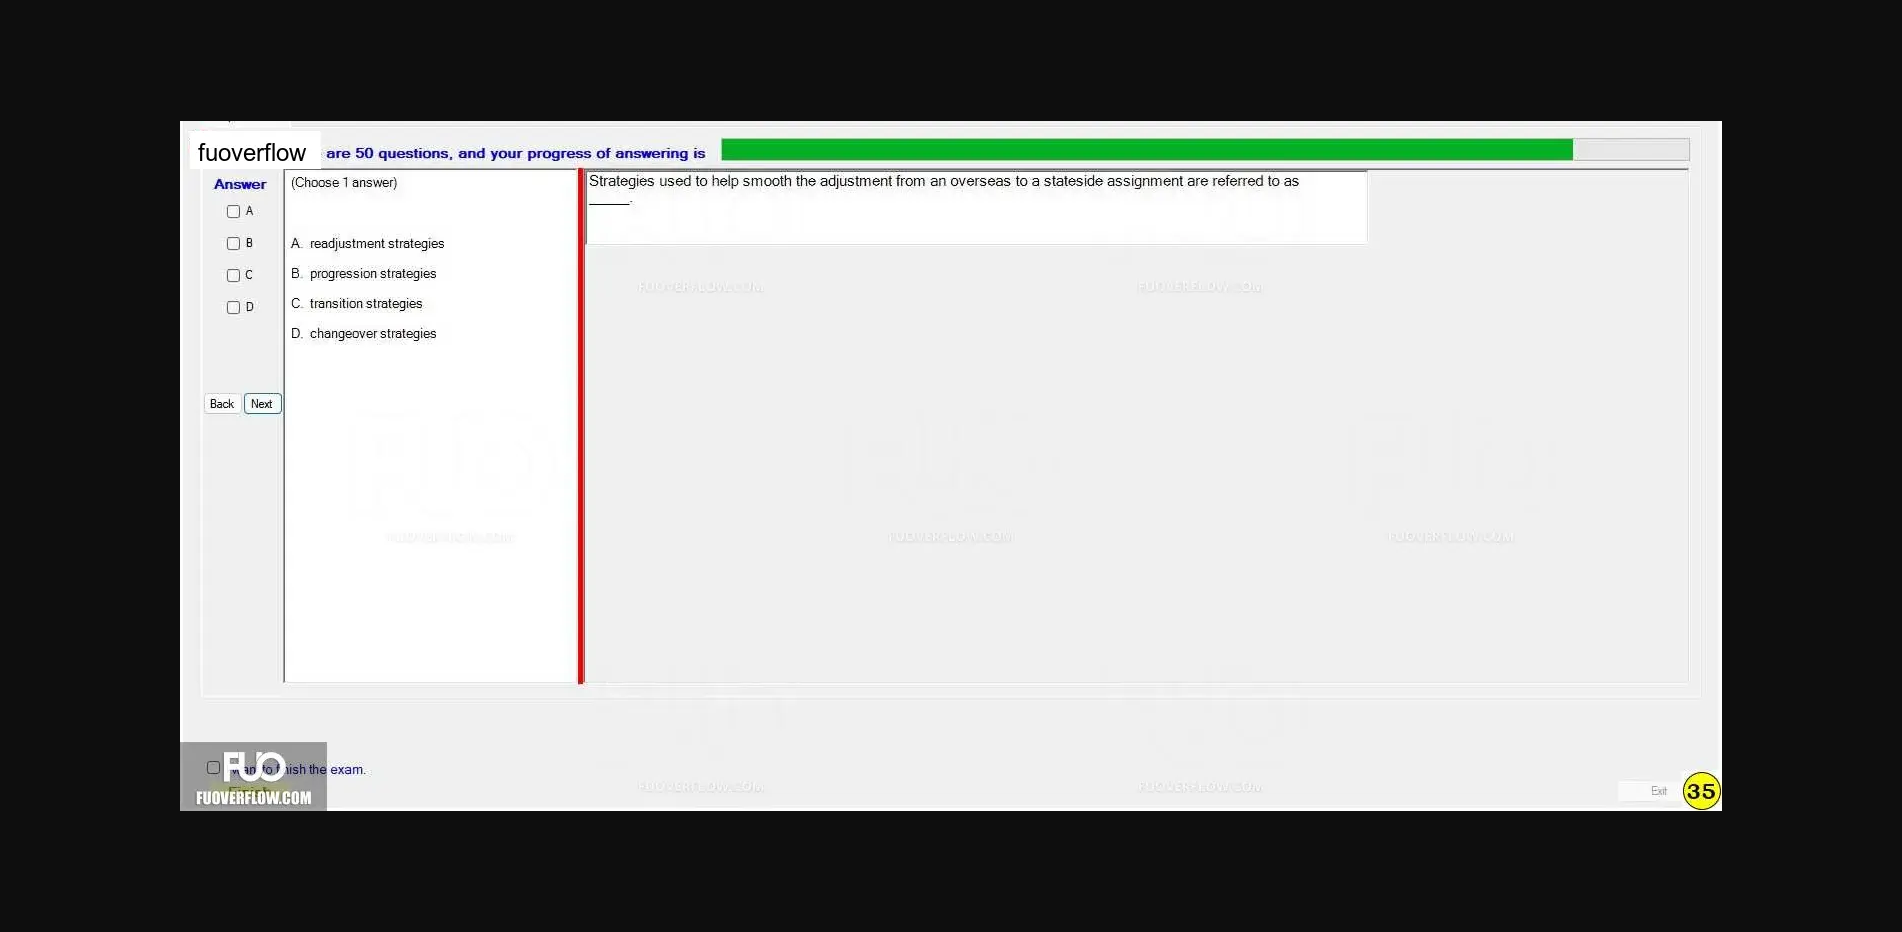 fuoverflow are 50 questions, and your progress of answering is
Answer
A
B
C
D
Back Next
(Choose 1 answer)
A. readjustment strategies
B. progression strategies
C. transition strategies
D. changeover strategies
Strategies used to help smooth the adjustment from an overseas to a stateside assignment are referred to as
_____.
FUOVERFLOW.COM FUOVERFLOW.COM
FUOVERFLOW.COM FUOVERFLOW.COM FUOVERFLOW.COM
FUOVERFLOW.COM FUOVERFLOW.COM
want to finish the exam.
Finish
FUO
FUOVERFLOW.COM
Exit
35